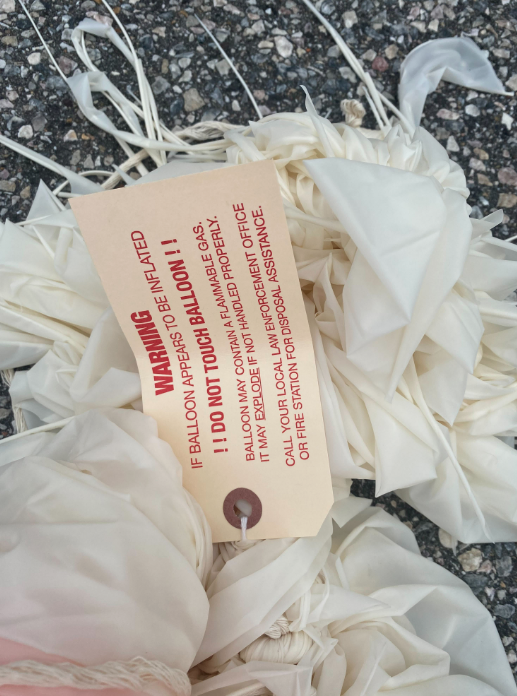 WARNING
IF BALLOON APPEARS TO BE INFLATED
! ! DO NOT TOUCH BALLOON ! !
BALLOON MAY CONTAIN A FLAMMABLE GAS.
IT MAY EXPLODE IF NOT HANDLED PROPERLY.
CALL YOUR LOCAL LAW ENFORCEMENT OFFICE
OR FIRE STATION FOR DISPOSAL ASSISTANCE.